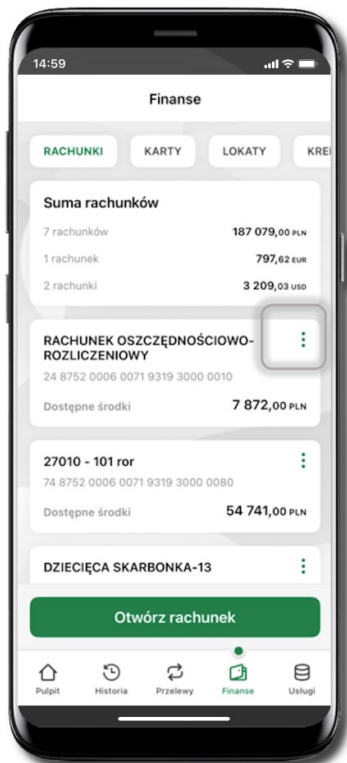 14:59
Finanse
RACHUNKI KARTY LOKATY KRE
Suma rachunków
7 rachunków 187 079,00 PLN
1 rachunek 797,62 EUR
2 rachunki 3 209,03 USD
RACHUNEK OSZCZĘDNOŚCIOWO-
ROZLICZENIOWY
24 8752 0006 0071 9319 3000 0010
Dostępne środki 7 872,00 PLN
27010 - 101 ror
74 8752 0006 0071 9319 3000 0080
Dostępne środki 54 741,00 PLN
DZIECIĘCA SKARBONKA-13
Otwórz rachunek
Pulpit Historia Przelewy Finanse Usługi